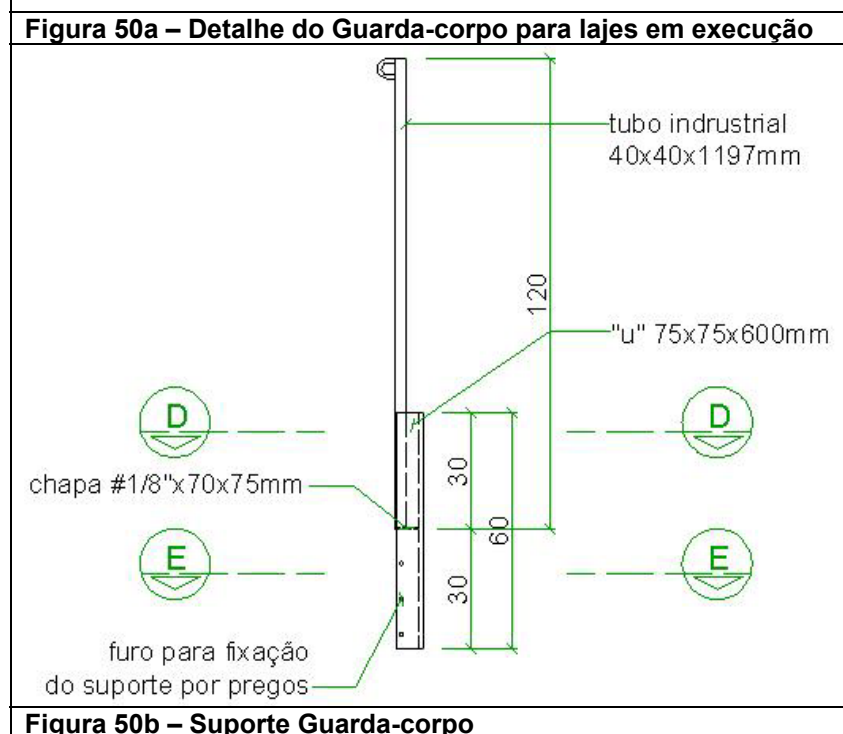 Figura 50a – Detalhe do Guarda-corpo para lajes em execução
tubo indrustrial
40x40x1197mm
120
"u" 75x75x600mm
D
D
chapa #1/8"x70x75mm
30
60
E
E
30
furo para fixação
do suporte por pregos
Figura 50b – Suporte Guarda-corpo